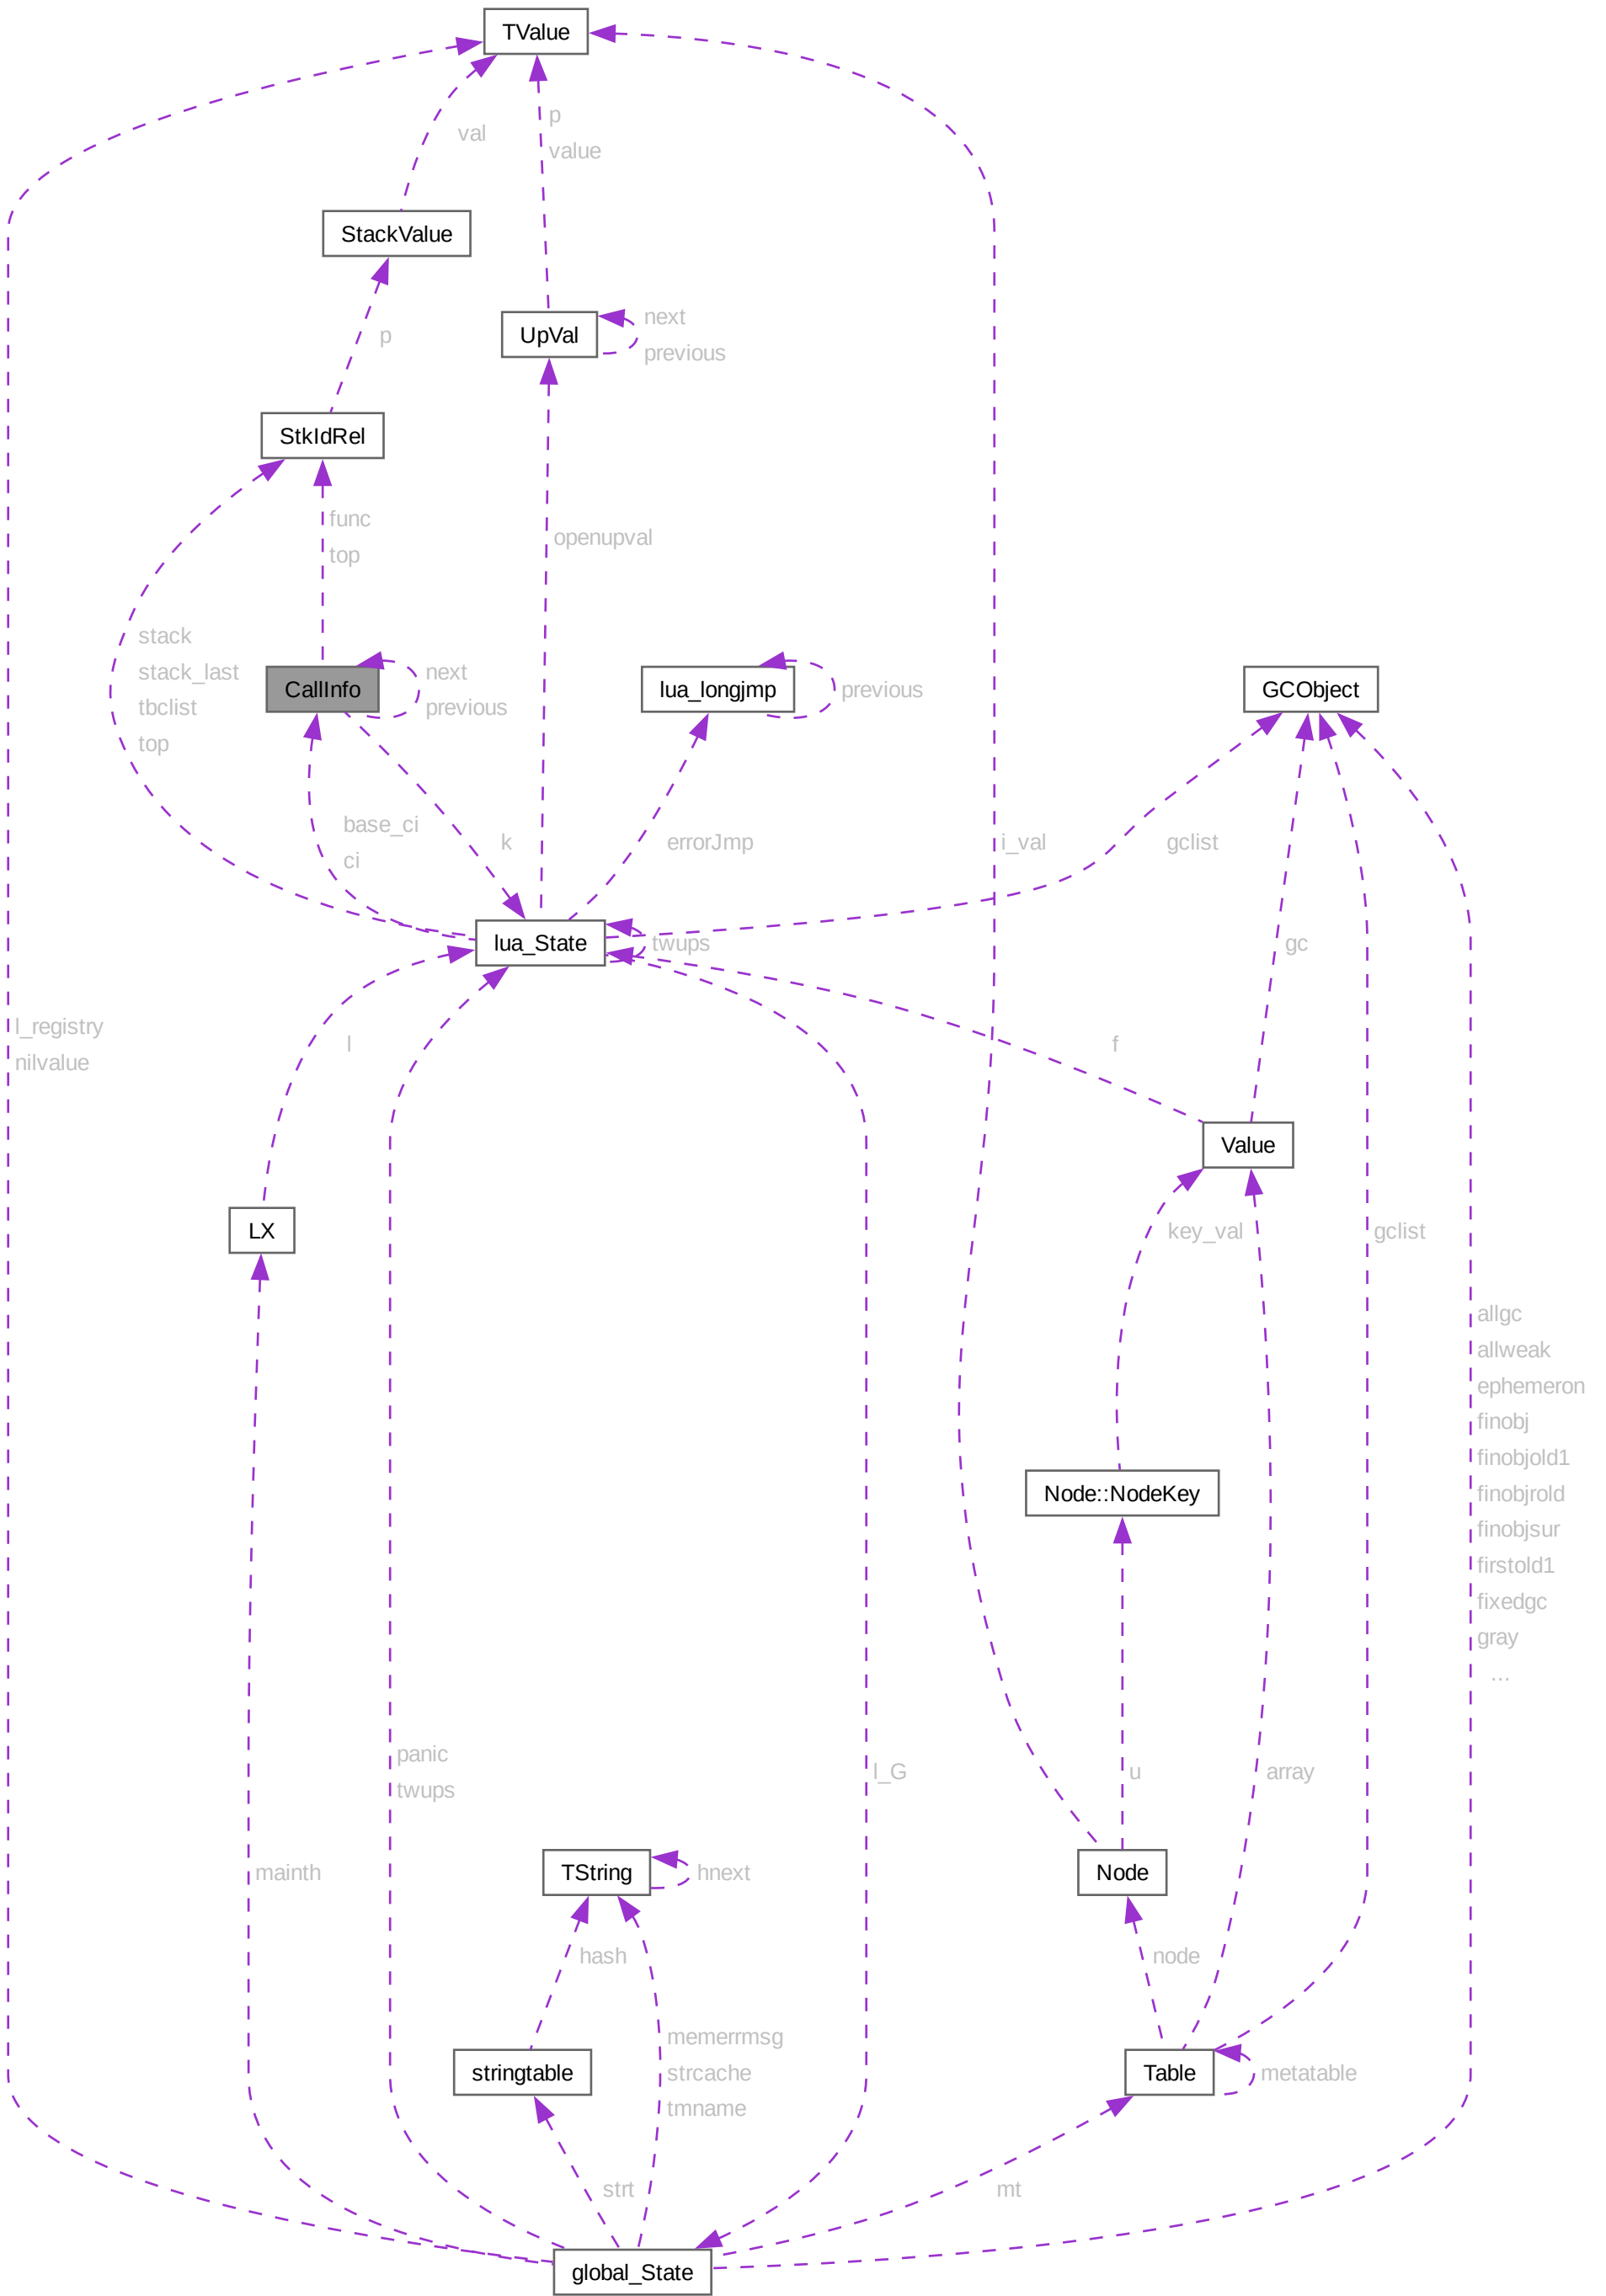 TValue
val
p
value
StackValue
UpVal
next
previous
p
StkIdRel
func
top
openupval
stack
stack_last
tbclist
top
CallInfo
next
previous
lua_longjmp
previous
GCObject
base_ci
ci
k
errorJmp
i_val
gclist
lua_State
twups
gc
l_registry
nilvalue
l
f
Value
LX
key_val
gclist
allgc
allweak
ephemeron
finobj
finobjold1
finobjrold
finobjsur
firstold1
fixedgc
gray
...
Node::NodeKey
panic
twups
l_G
u
array
mainth
TString
hnext
Node
hash
node
memerrmsg
strcache
tmname
stringtable
Table
metatable
strt
mt
global_State